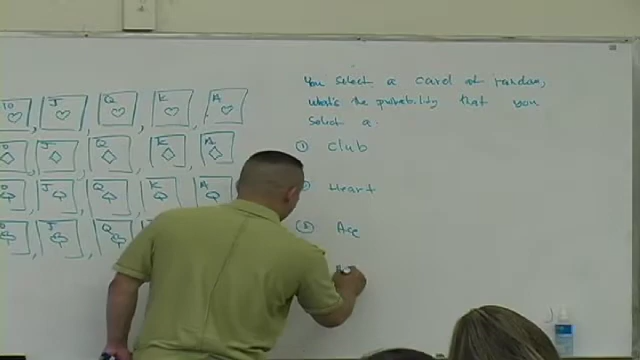 You select a card at random,
what's the probability that you
select a:
① Club
Heart
③ Ace
10 J Q K A
J Q K A
J Q K A
J Q